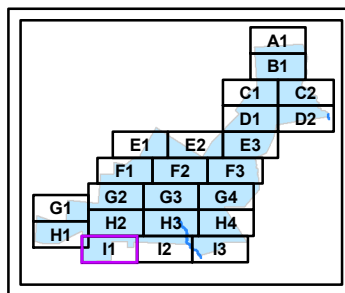 A1
B1
C1 C2
D1 D2
E1 E2 E3
F1 F2 F3
G2 G3 G4
G1
H2 H3 H4
H1
I1 I2 I3